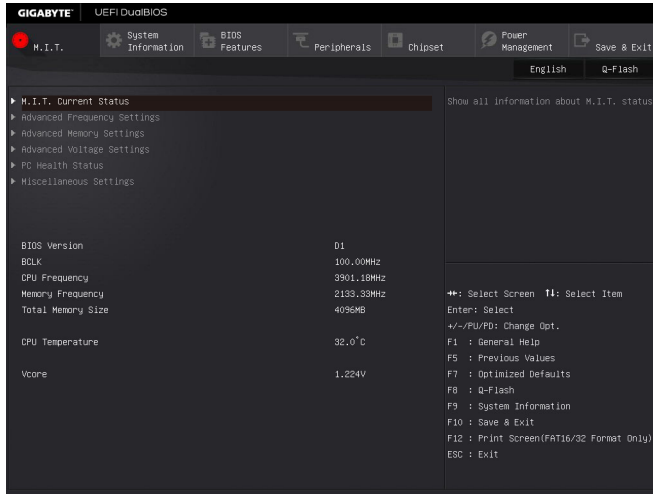 GIGABYTE™ UEFI DualBIOS
M.I.T.
System Information
BIOS Features
Peripherals
Chipset
Power Management
Save & Exit
English Q-Flash
M.I.T. Current Status
Advanced Frequency Settings
Advanced Memory Settings
Advanced Voltage Settings
PC Health Status
Miscellaneous Settings
Show all information about M.I.T. status
BIOS Version D1
BCLK 100.00MHz
CPU Frequency 3901.18MHz
Memory Frequency 2133.33MHz
Total Memory Size 4096MB
CPU Temperature 32.0°C
Vcore 1.224V
→←: Select Screen ↑↓: Select Item
Enter: Select
+/-/PU/PD: Change Opt.
F1 : General Help
F5 : Previous Values
F7 : Optimized Defaults
F8 : Q-Flash
F9 : System Information
F10 : Save & Exit
F12 : Print Screen(FAT16/32 Format Only)
ESC : Exit